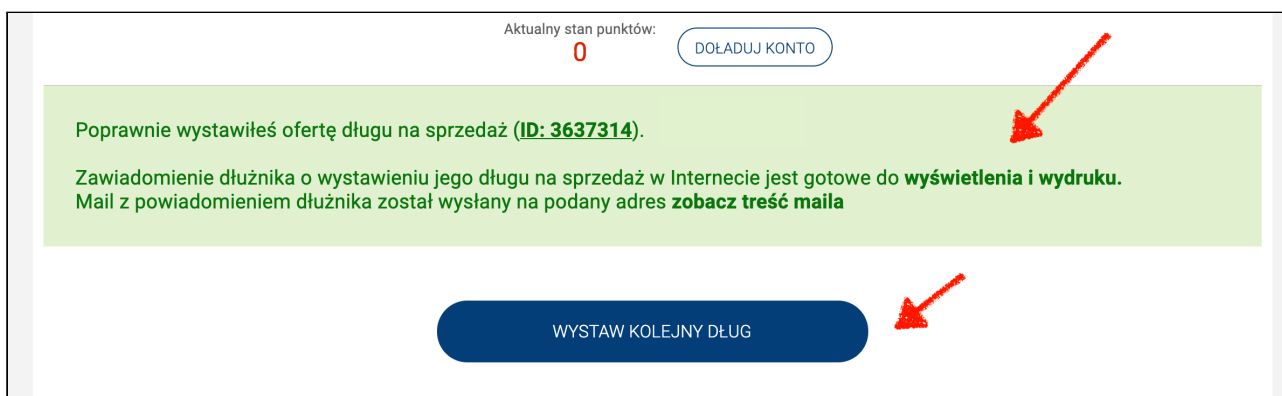 Aktualny stan punktów:
0
DOŁADUJ KONTO
Poprawnie wystawiłeś ofertę długu na sprzedaż (ID: 3637314).
Zawiadomienie dłużnika o wystawieniu jego długu na sprzedaż w Internecie jest gotowe do wyświetlenia i wydruku.
Mail z powiadomieniem dłużnika został wysłany na podany adres zobacz treść maila
WYSTAW KOLEJNY DŁUG